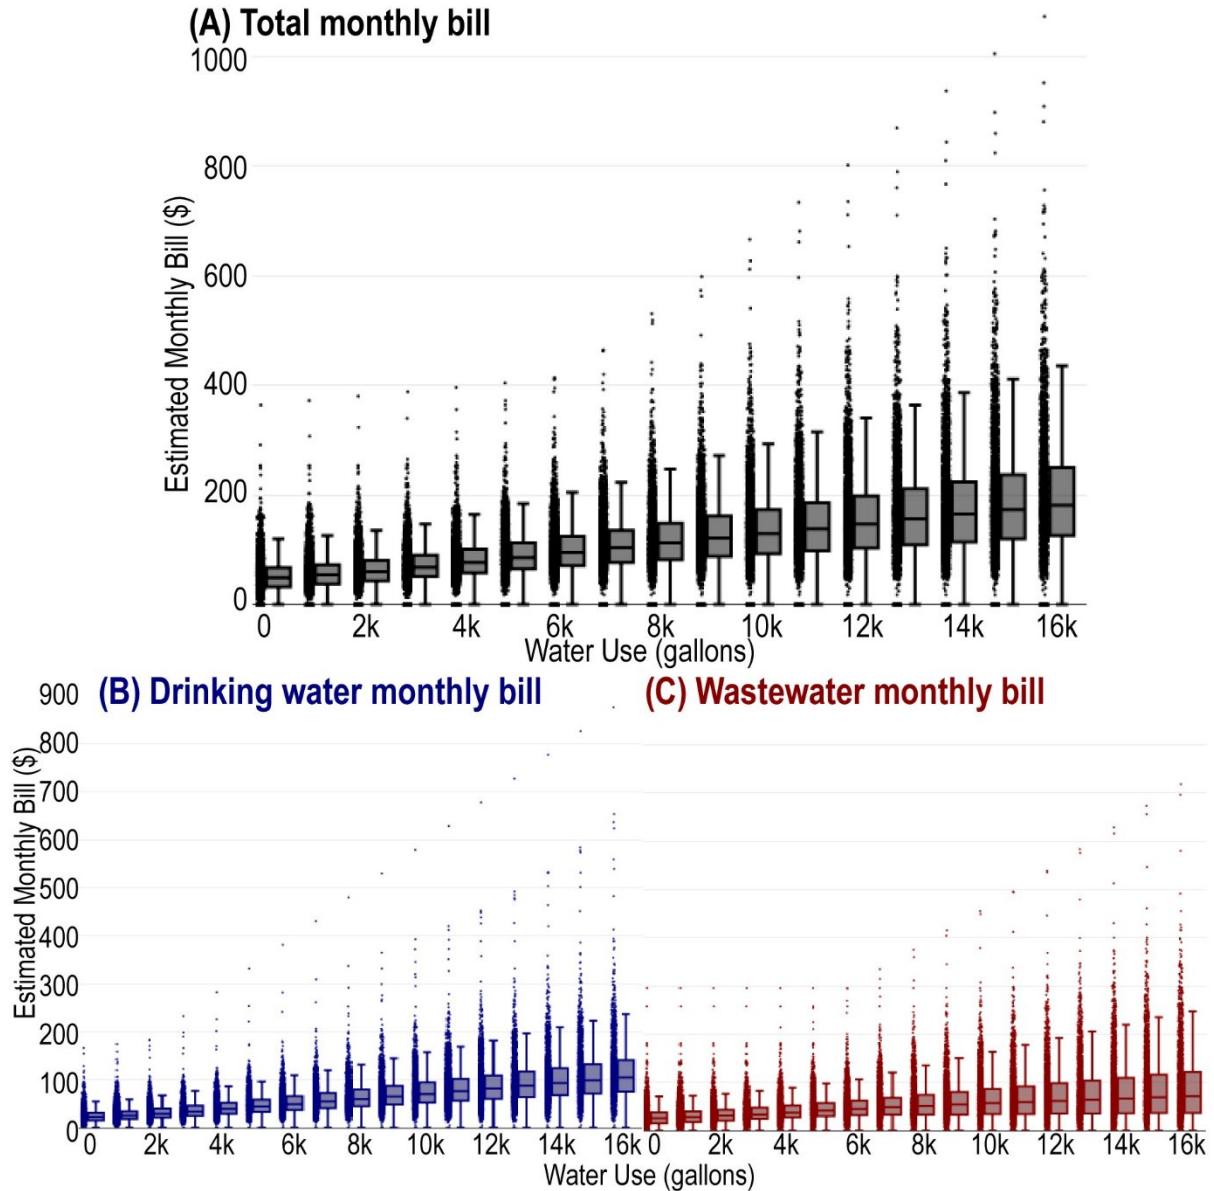 (A) Total monthly bill
1000
800
600
400
200
0
Estimated Monthly Bill ($)
0 2k 4k 6k 8k 10k 12k 14k 16k
Water Use (gallons)
(B) Drinking water monthly bill
900
800
700
600
500
400
300
200
100
0
Estimated Monthly Bill ($)
0 2k 4k 6k 8k 10k 12k 14k 16k
(C) Wastewater monthly bill
0 2k 4k 6k 8k 10k 12k 14k 16k
Water Use (gallons)